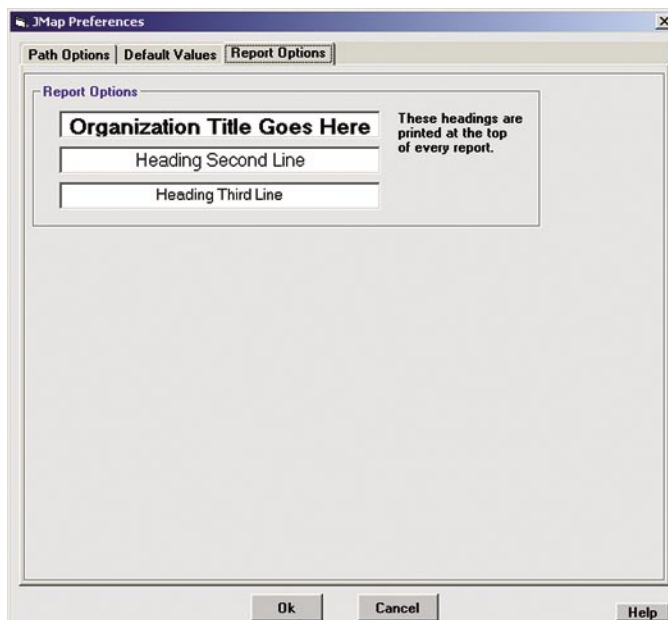 JMap Preferences
Path Options
Default Values
Report Options
Report Options
Organization Title Goes Here
Heading Second Line
Heading Third Line
These headings are
printed at the top
of every report.
Ok
Cancel
Help